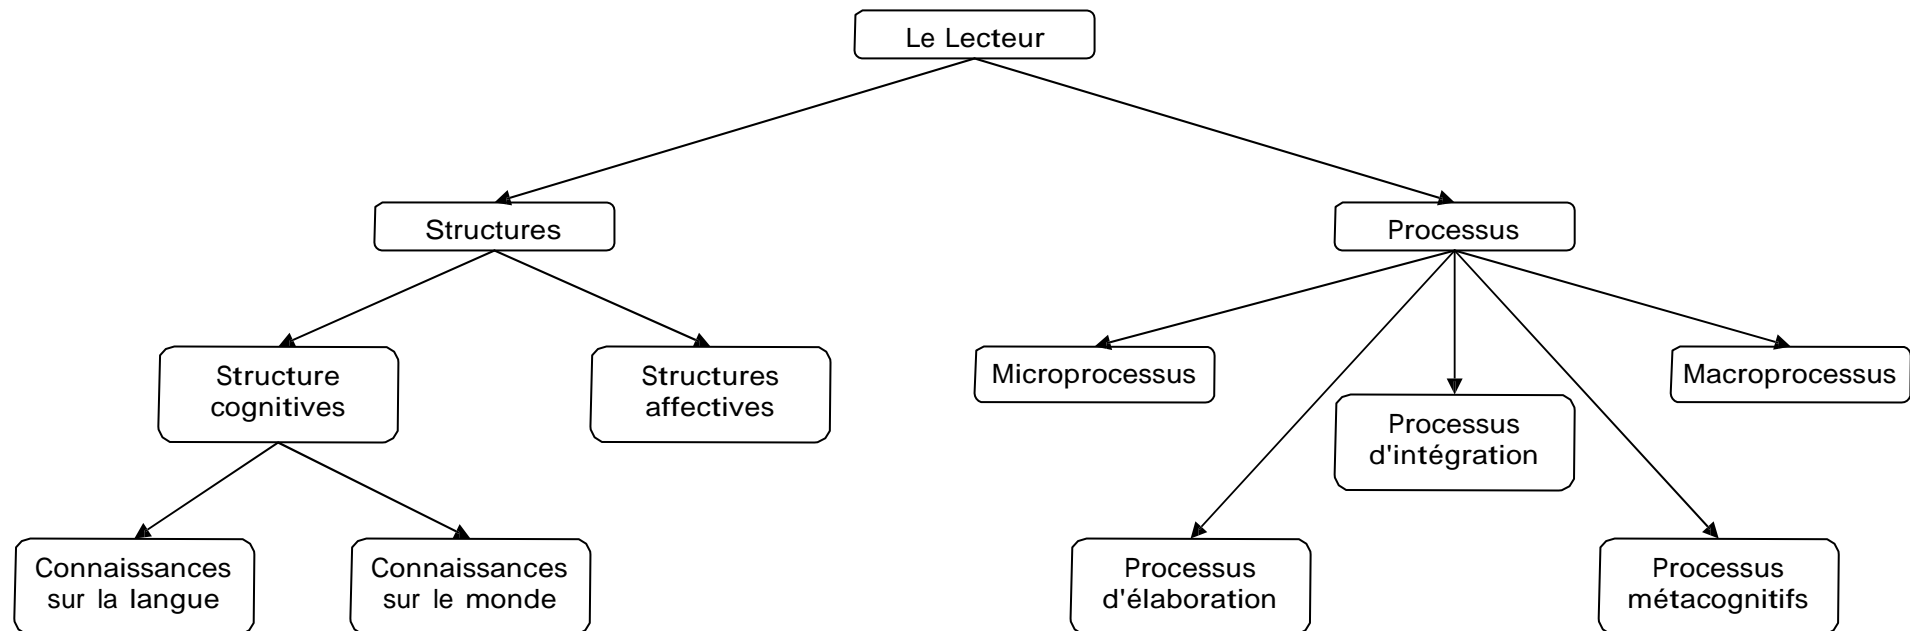 Le Lecteur
Structures
Processus
Structure
cognitives
Structures
affectives
Microprocessus
Processus
d'intégration
Macroprocessus
Connaissances
sur la langue
Connaissances
sur le monde
Processus
d'élaboration
Processus
métacognitifs